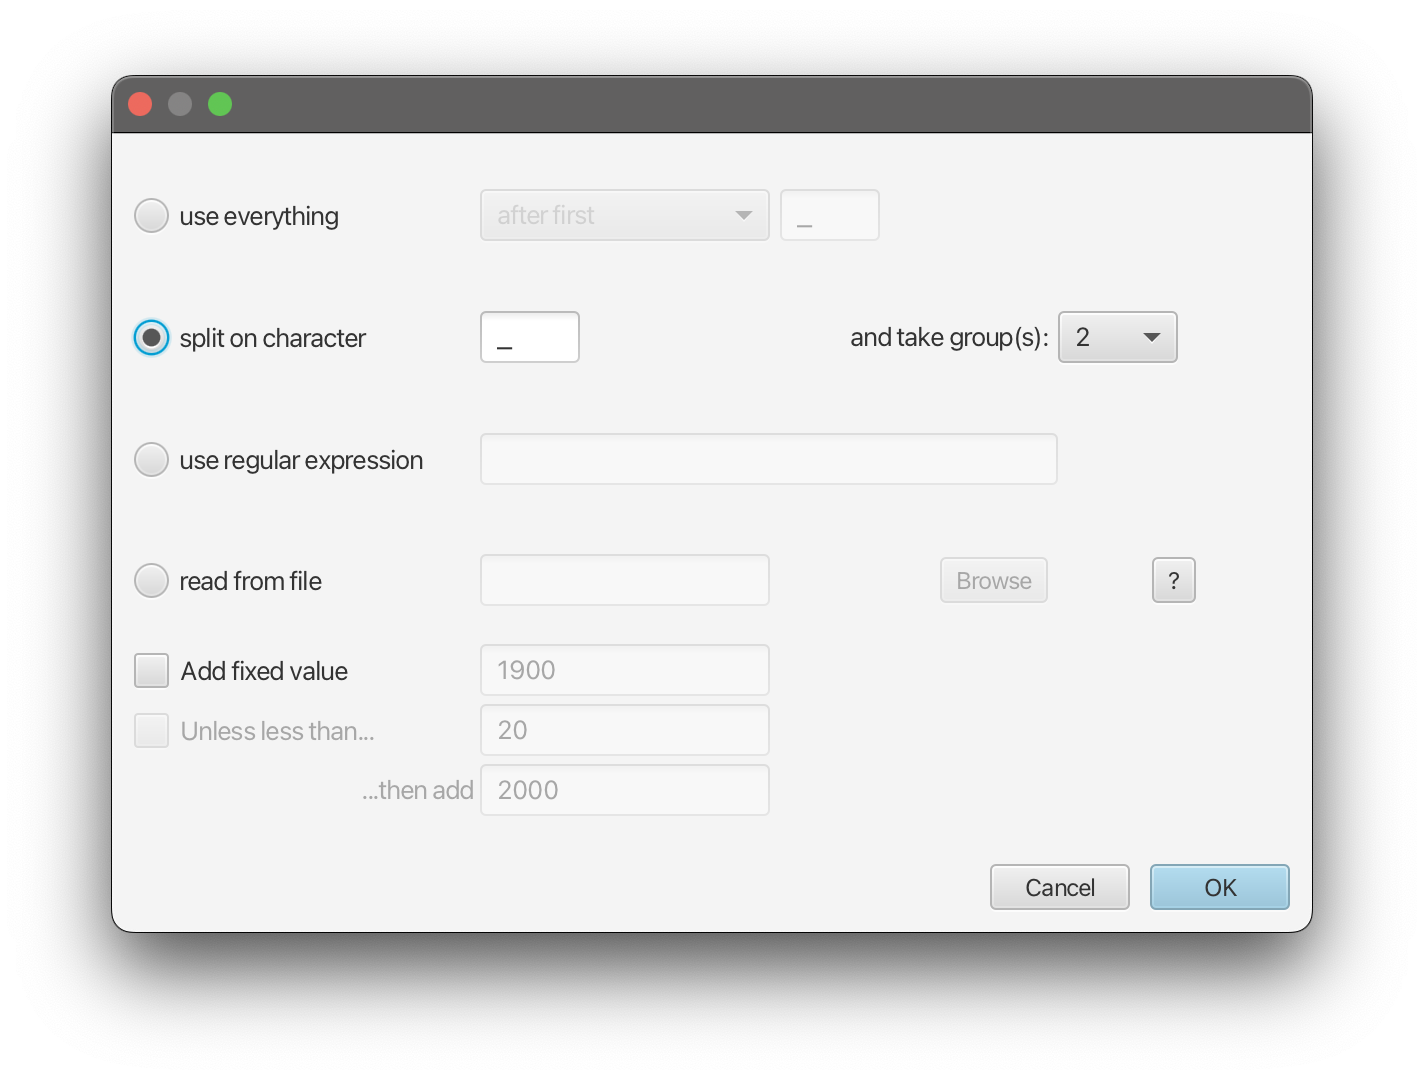 use everything after first _
split on character _ and take group(s): 2
use regular expression
read from file Browse ?
Add fixed value 1900
Unless less than... 20
...then add 2000
Cancel OK